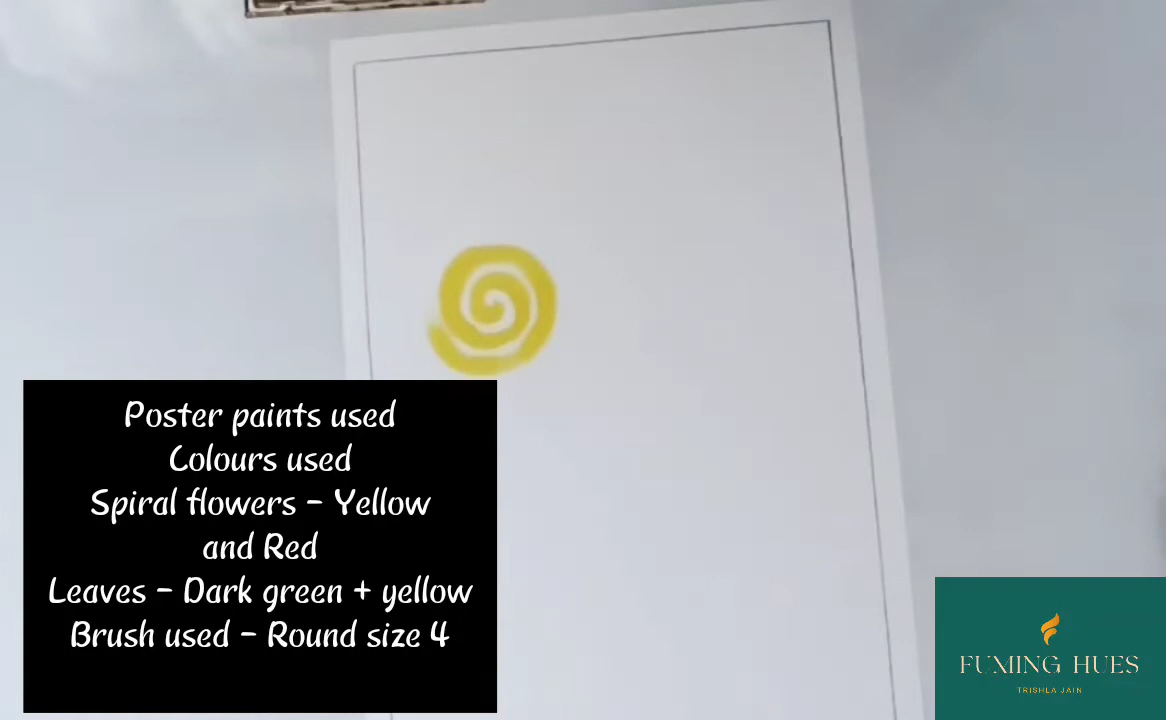 Poster paints used
Colours used
Spiral flowers - Yellow
and Red
Leaves - Dark green + yellow
Brush used - Round size 4
FUMING HUES
TRISHLA JAIN